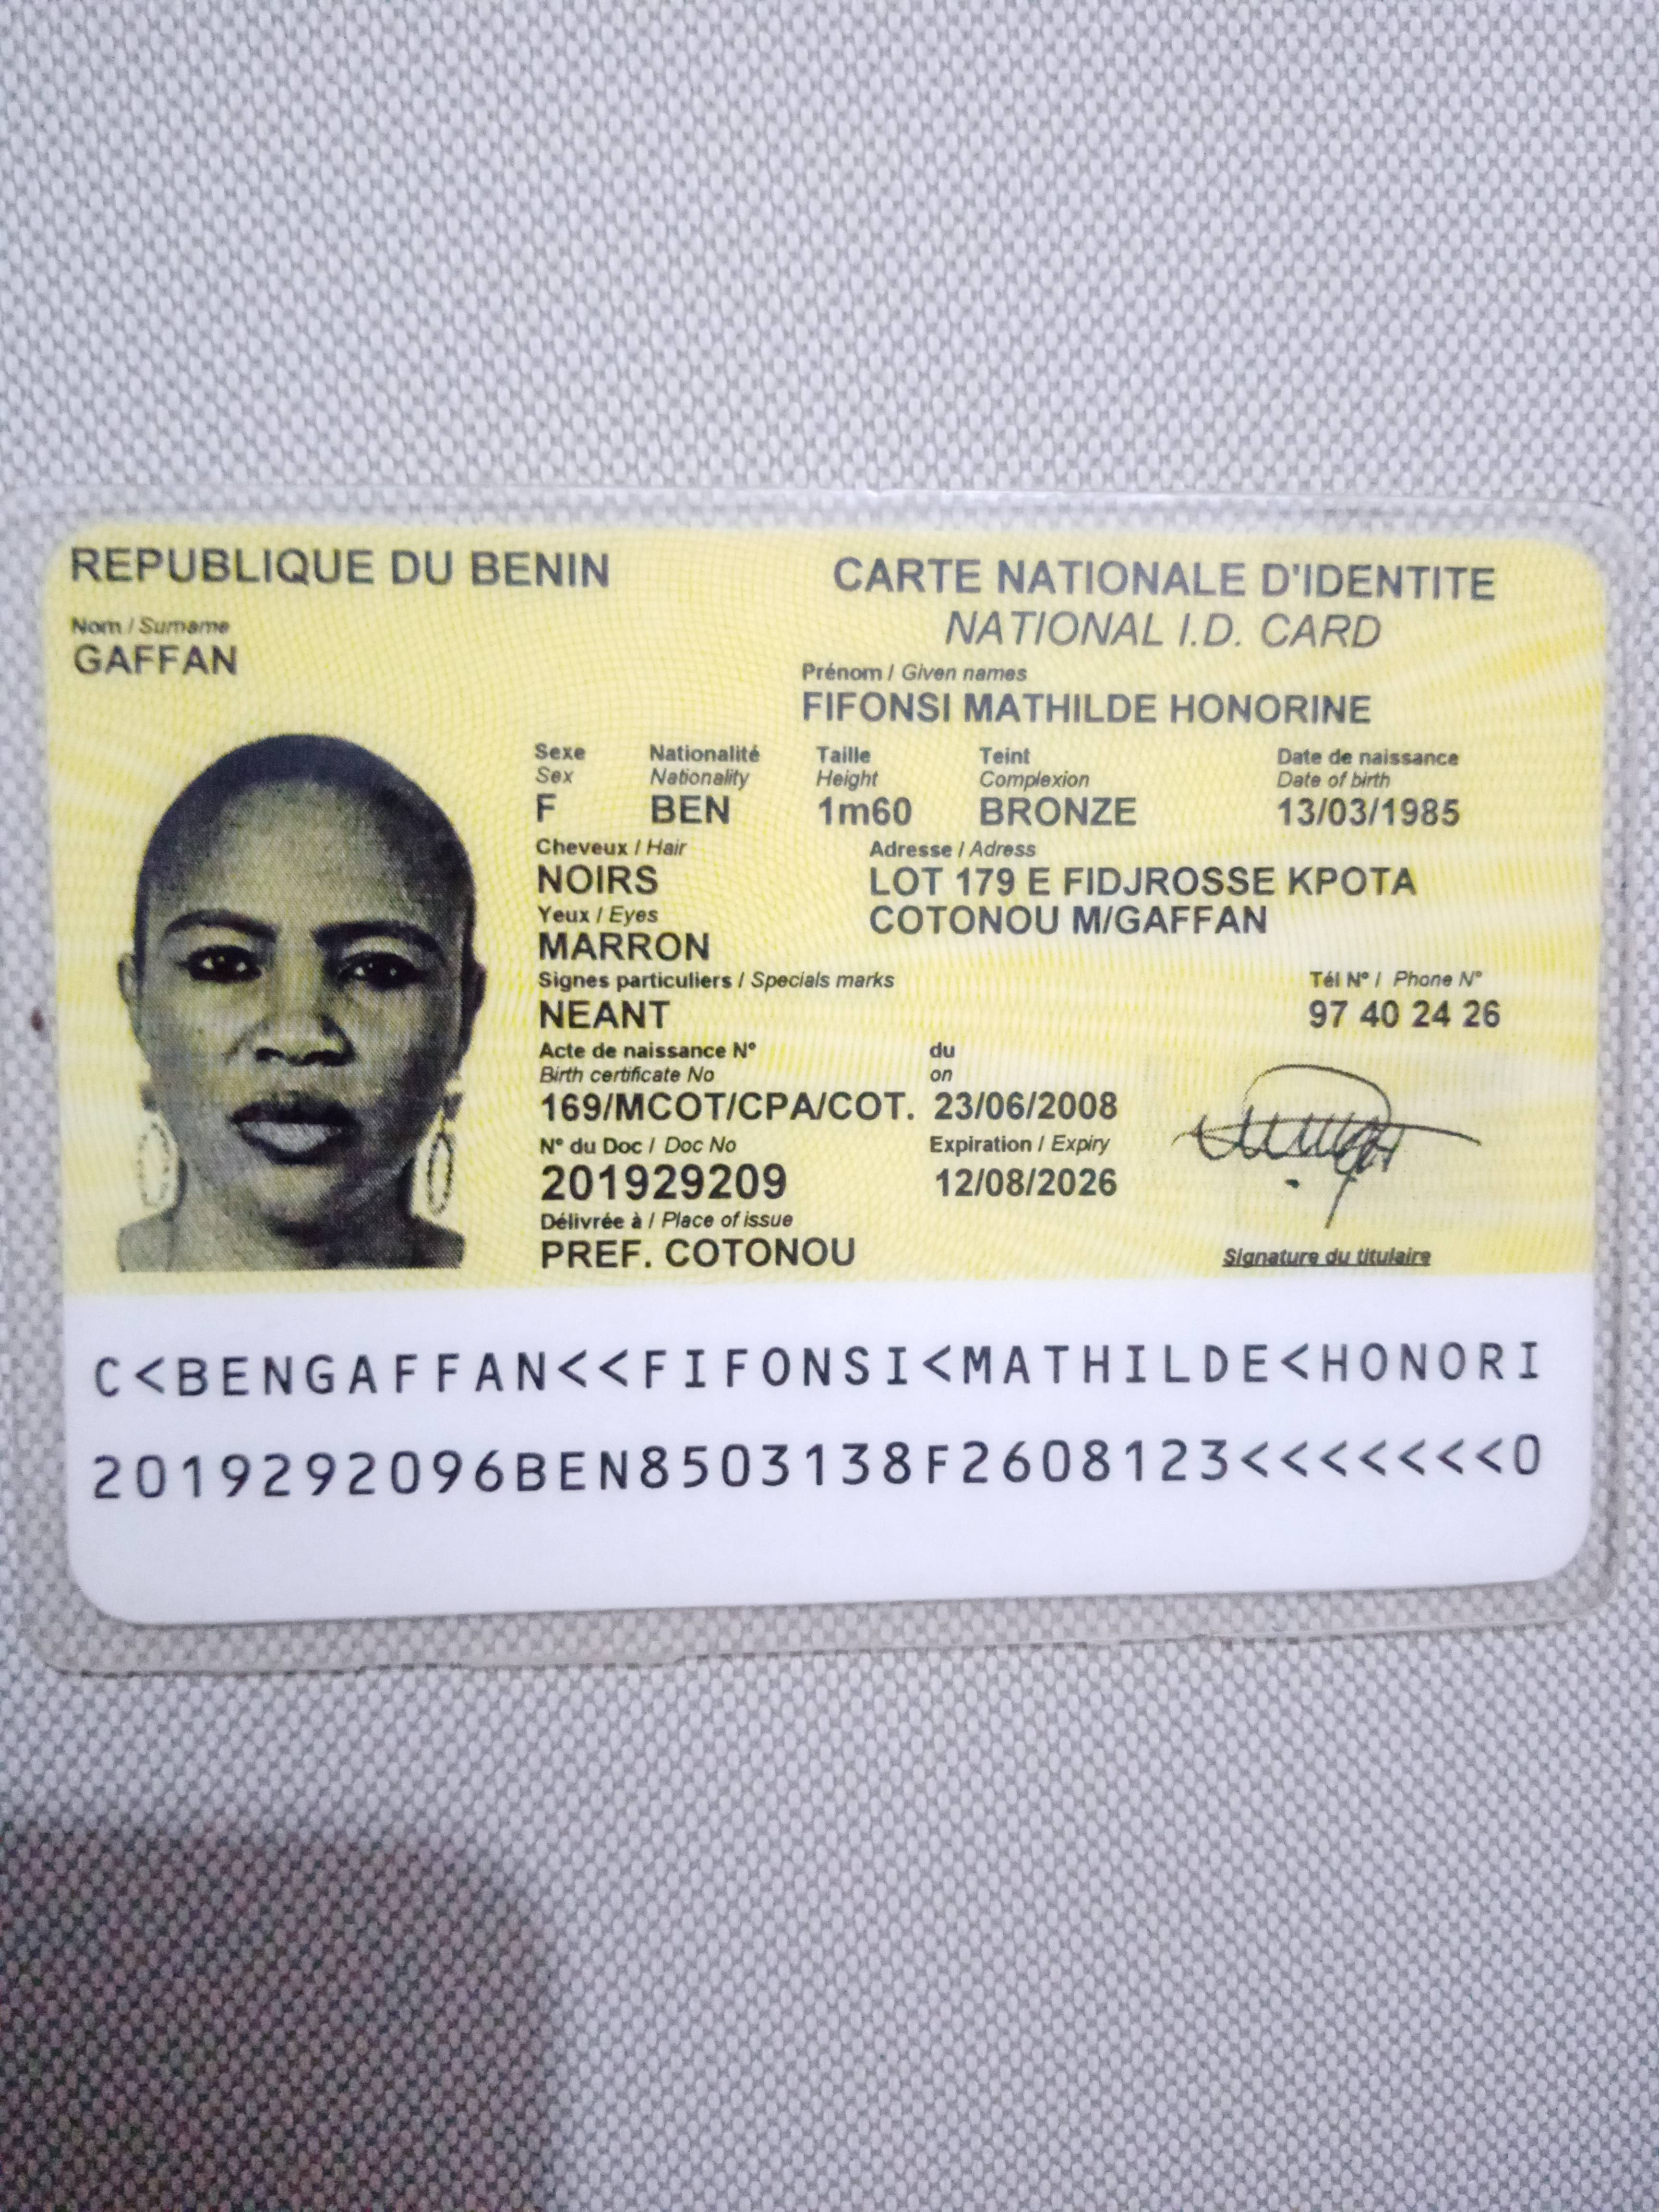 REPUBLIQUE DU BENIN
CARTE NATIONALE D'IDENTITE
NATIONAL I.D. CARD
Nom / Surname
GAFFAN
Prénom / Given names
FIFONSI MATHILDE HONORINE
Sexe Nationalité Taille Teint Date de naissance
Sex Nationality Height Complexion Date of birth
F BEN 1m60 BRONZE 13/03/1985
Cheveux / Hair Adresse / Adress
NOIRS LOT 179 E FIDJROSSE KPOTA
Yeux / Eyes COTONOU M/GAFFAN
MARRON
Signes particuliers / Specials marks Tél N° / Phone N°
NEANT 97 40 24 26
Acte de naissance N° du
Birth certificate No on
169/MCOT/CPA/COT. 23/06/2008
N° du Doc / Doc No Expiration / Expiry
201929209 12/08/2026
Délivrée à / Place of issue
PREF. COTONOU
Signature du titulaire
C<BENGAFFAN<<FIFONSI<MATHILDE<HONORI
2019292096BEN8503138F2608123<<<<<<<0